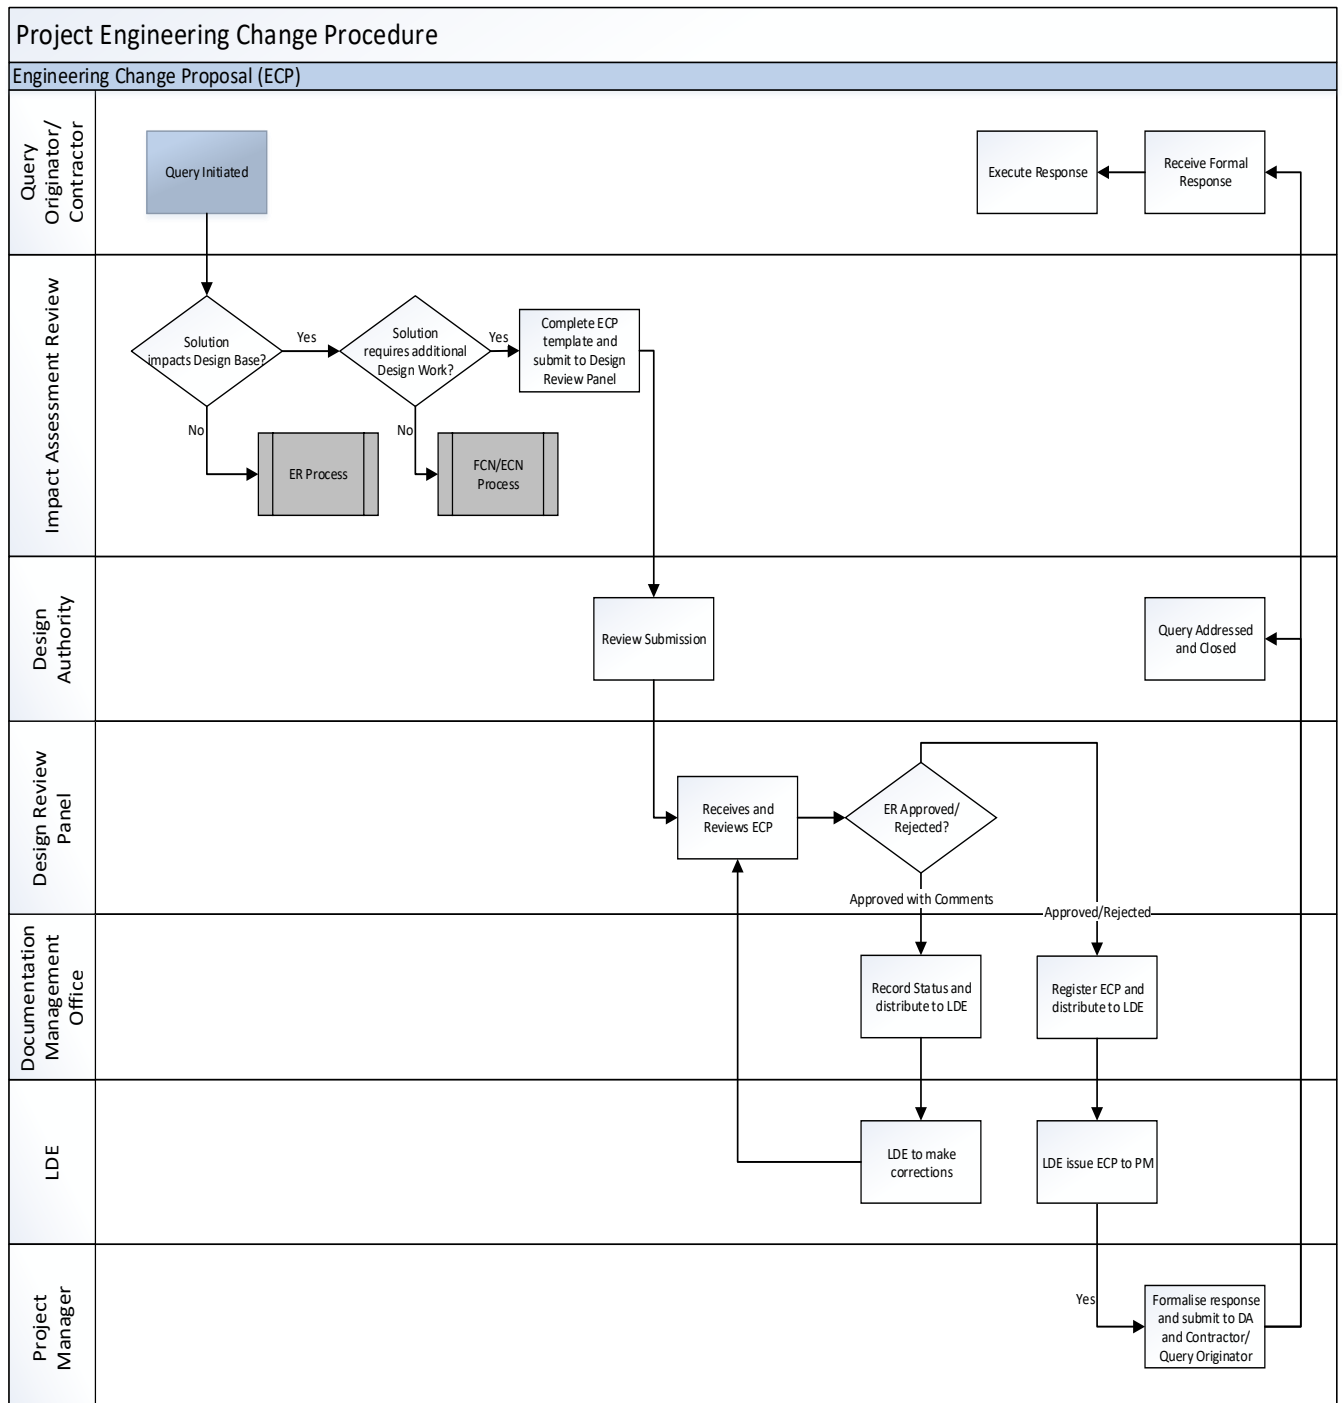 Project Engineering Change Procedure
Engineering Change Proposal (ECP)
Query
Originator/
Contractor
Query Initiated
Execute Response
Receive Formal
Response
Impact Assessment Review
Solution
impacts Design Base?
Yes
Solution
requires additional
Design Work?
Yes
Complete ECP
template and
submit to Design
Review Panel
No
ER Process
No
FCN/ECN
Process
Design
Authority
Review Submission
Query Addressed
and Closed
Design Review
Panel
Receives and
Reviews ECP
ER Approved/
Rejected?
Approved with Comments
Approved/Rejected
Documentation
Management
Office
Record Status and
distribute to LDE
Register ECP and
distribute to LDE
LDE
LDE to make
corrections
LDE issue ECP to PM
Project
Manager
Yes
Formalise response
and submit to DA
and Contractor/
Query Originator